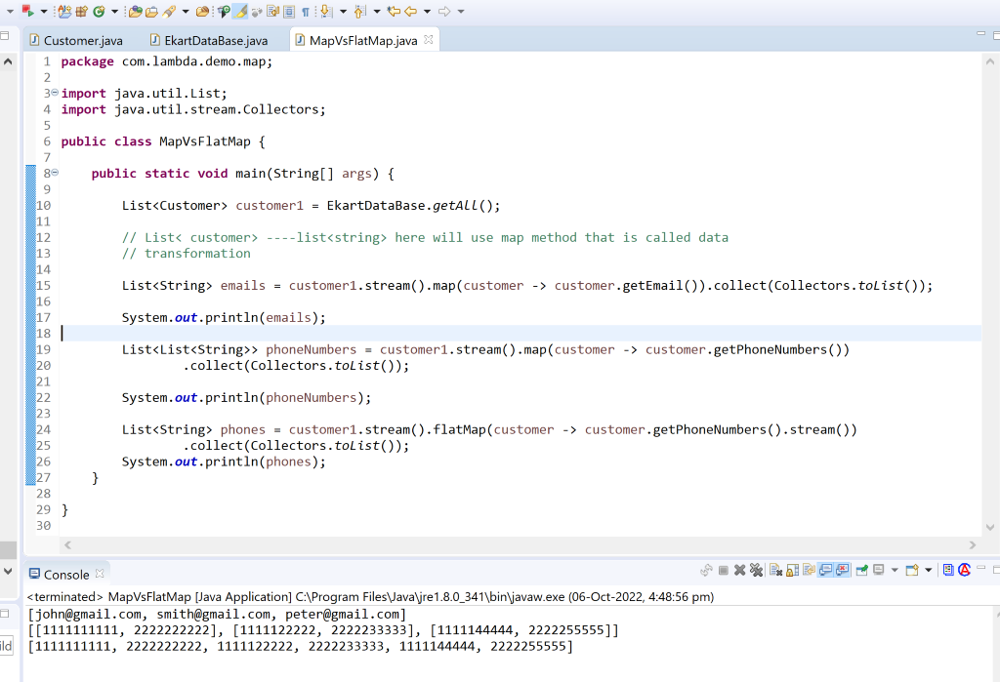 Customer.java
EkartDataBase.java
MapVsFlatMap.java
1 package com.lambda.demo.map;
2
3 import java.util.List;
4 import java.util.stream.Collectors;
5
6 public class MapVsFlatMap {
7
8 public static void main(String[] args) {
9
10 List<Customer> customer1 = EkartDataBase.getAll();
11
12 // List< customer> ----list<string> here will use map method that is called data
13 // transformation
14
15 List<String> emails = customer1.stream().map(customer -> customer.getEmail()).collect(Collectors.toList());
16
17 System.out.println(emails);
18
19 List<List<String>> phoneNumbers = customer1.stream().map(customer -> customer.getPhoneNumbers())
20 .collect(Collectors.toList());
21
22 System.out.println(phoneNumbers);
23
24 List<String> phones = customer1.stream().flatMap(customer -> customer.getPhoneNumbers().stream())
25 .collect(Collectors.toList());
26 System.out.println(phones);
27 }
28
29 }
30
Console
<terminated> MapVsFlatMap [Java Application] C:\Program Files\Java\jre1.8.0_341\bin\javaw.exe (06-Oct-2022, 4:48:56 pm)
[john@gmail.com, smith@gmail.com, peter@gmail.com]
[[1111111111, 2222222222], [1111122222, 2222233333], [1111144444, 2222255555]]
ild
[1111111111, 2222222222, 1111122222, 2222233333, 1111144444, 2222255555]